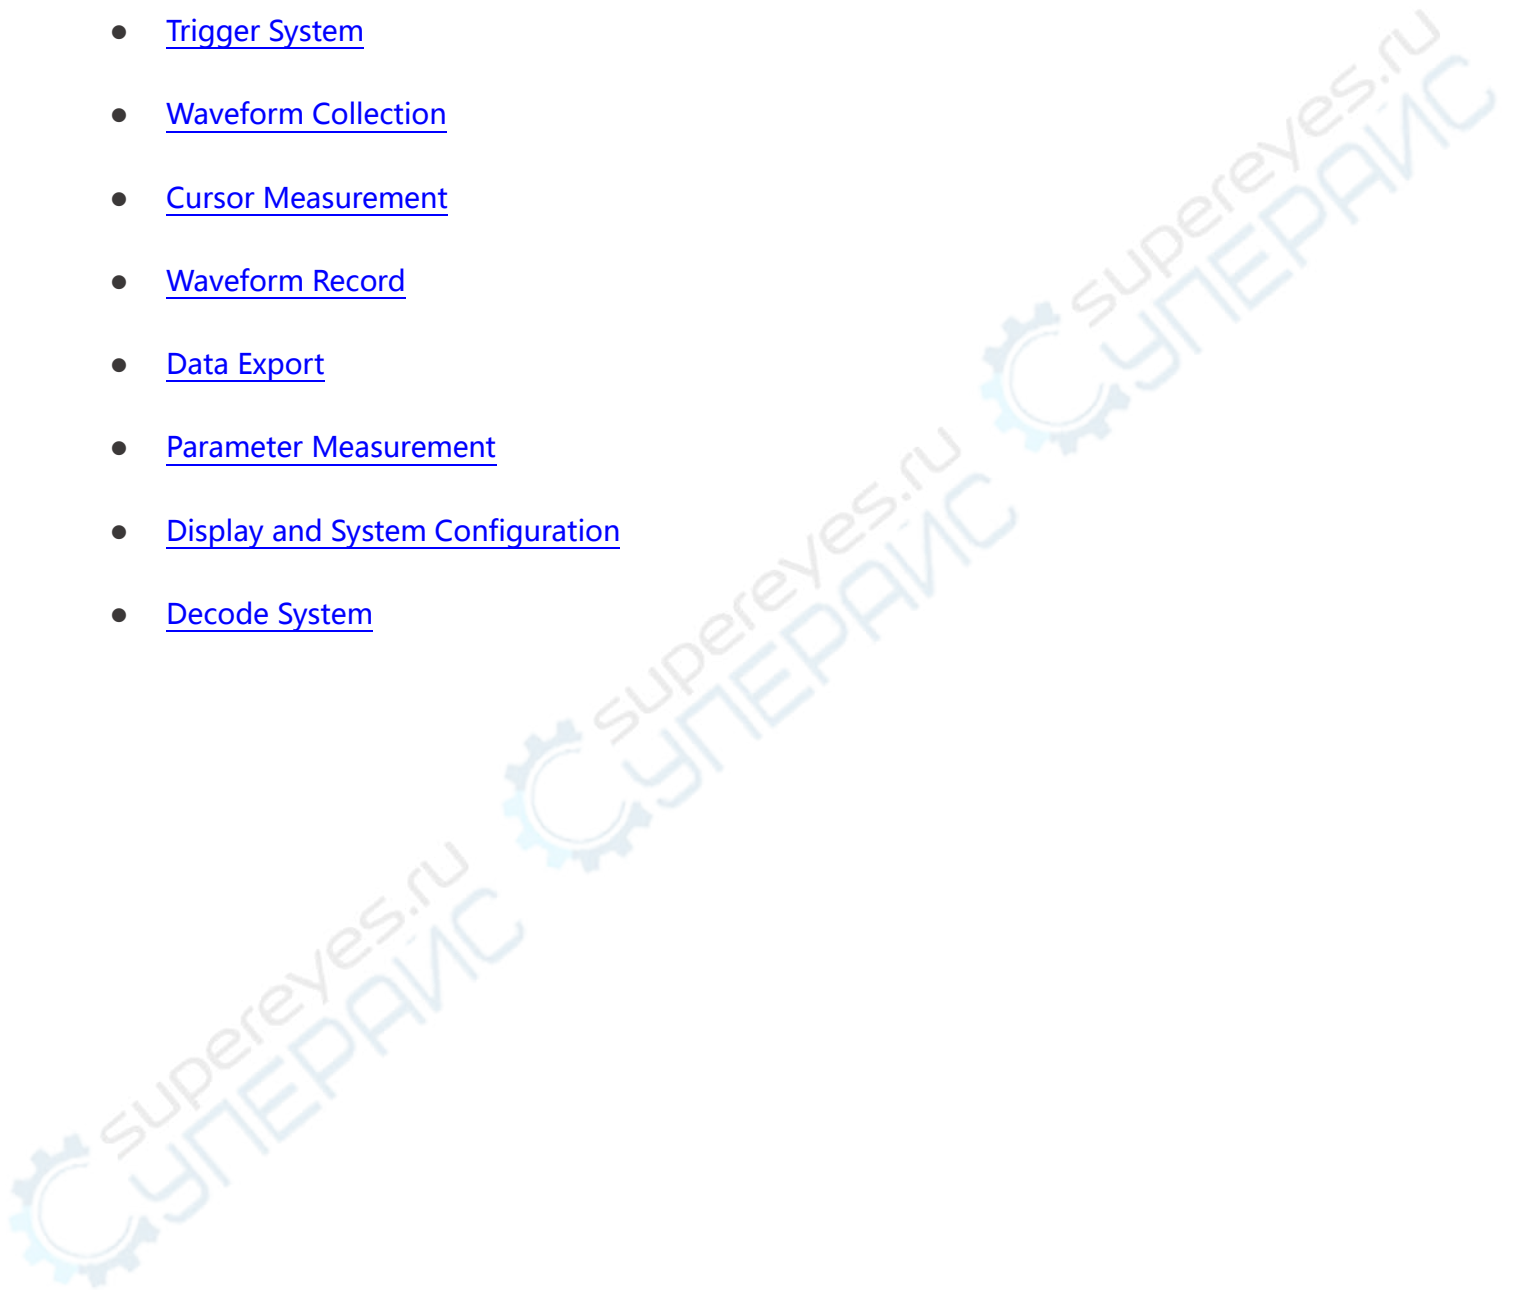 ● Trigger System
● Waveform Collection
● Cursor Measurement
● Waveform Record
● Data Export
● Parameter Measurement
● Display and System Configuration
● Decode System
supereyes.ru
СУПЕРАЙС
supereyes.ru
СУПЕРАЙС
supereyes.ru
СУПЕРАЙС